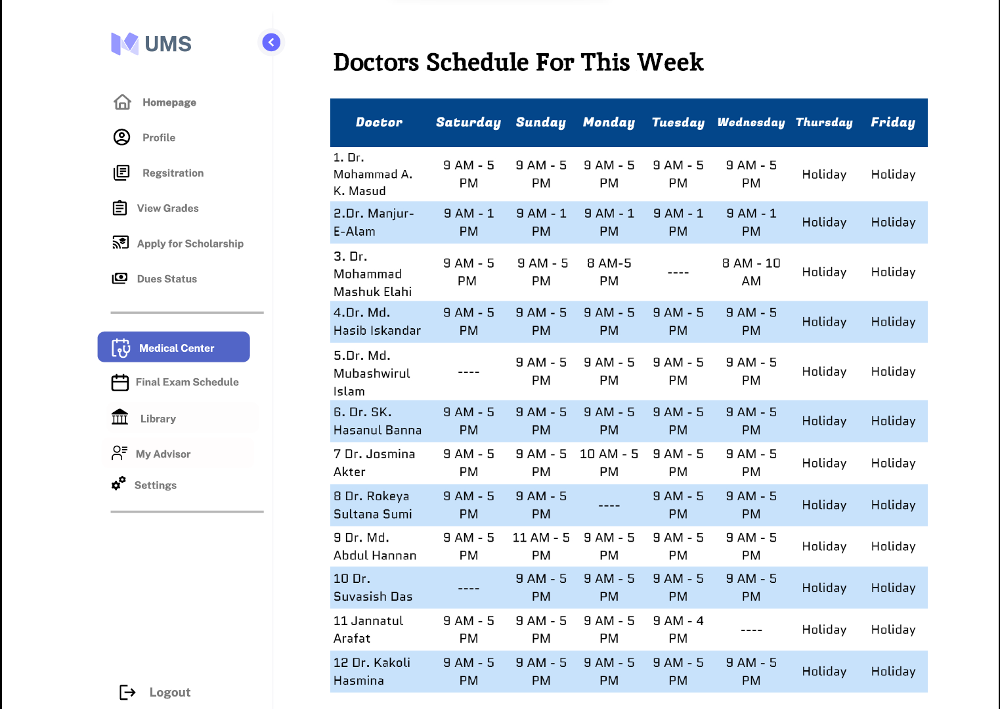 UMS
Homepage
Profile
Regsitration
View Grades
Apply for Scholarship
Dues Status
Medical Center
Final Exam Schedule
Library
My Advisor
Settings
Logout
Doctors Schedule For This Week
Doctor Saturday Sunday Monday Tuesday Wednesday Thursday Friday
1. Dr.
Mohammad A.
K. Masud
9 AM - 5
PM
9 AM - 5
PM
9 AM - 5
PM
9 AM - 5
PM
9 AM - 5
PM
Holiday
Holiday
2.Dr. Manjur-
E-Alam
9 AM - 1
PM
9 AM - 1
PM
9 AM - 1
PM
9 AM - 1
PM
9 AM - 1
PM
Holiday
Holiday
3. Dr.
Mohammad
Mashuk Elahi
9 AM - 5
PM
9 AM - 5
PM
8 AM-5
PM
----
8 AM - 10
AM
Holiday
Holiday
4.Dr. Md.
Hasib Iskandar
9 AM - 5
PM
9 AM - 5
PM
9 AM - 5
PM
9 AM - 5
PM
9 AM - 5
PM
Holiday
Holiday
5.Dr. Md.
Mubashwirul
Islam
----
9 AM - 5
PM
9 AM - 5
PM
9 AM - 5
PM
9 AM - 5
PM
Holiday
Holiday
6. Dr. SK.
Hasanul Banna
9 AM - 5
PM
9 AM - 5
PM
9 AM - 5
PM
9 AM - 5
PM
9 AM - 5
PM
Holiday
Holiday
7 Dr. Josmina
Akter
9 AM - 5
PM
9 AM - 5
PM
10 AM - 5
PM
9 AM - 5
PM
9 AM - 5
PM
Holiday
Holiday
8 Dr. Rokeya
Sultana Sumi
9 AM - 5
PM
9 AM - 5
PM
----
9 AM - 5
PM
9 AM - 5
PM
Holiday
Holiday
9 Dr. Md.
Abdul Hannan
9 AM - 5
PM
11 AM - 5
PM
9 AM - 5
PM
9 AM - 5
PM
9 AM - 5
PM
Holiday
Holiday
10 Dr.
Suvasish Das
----
9 AM - 5
PM
9 AM - 5
PM
9 AM - 5
PM
9 AM - 5
PM
Holiday
Holiday
11 Jannatul
Arafat
9 AM - 5
PM
9 AM - 5
PM
9 AM - 5
PM
9 AM - 4
PM
----
Holiday
Holiday
12 Dr. Kakoli
Hasmina
9 AM - 5
PM
9 AM - 5
PM
9 AM - 5
PM
9 AM - 5
PM
9 AM - 5
PM
Holiday
Holiday